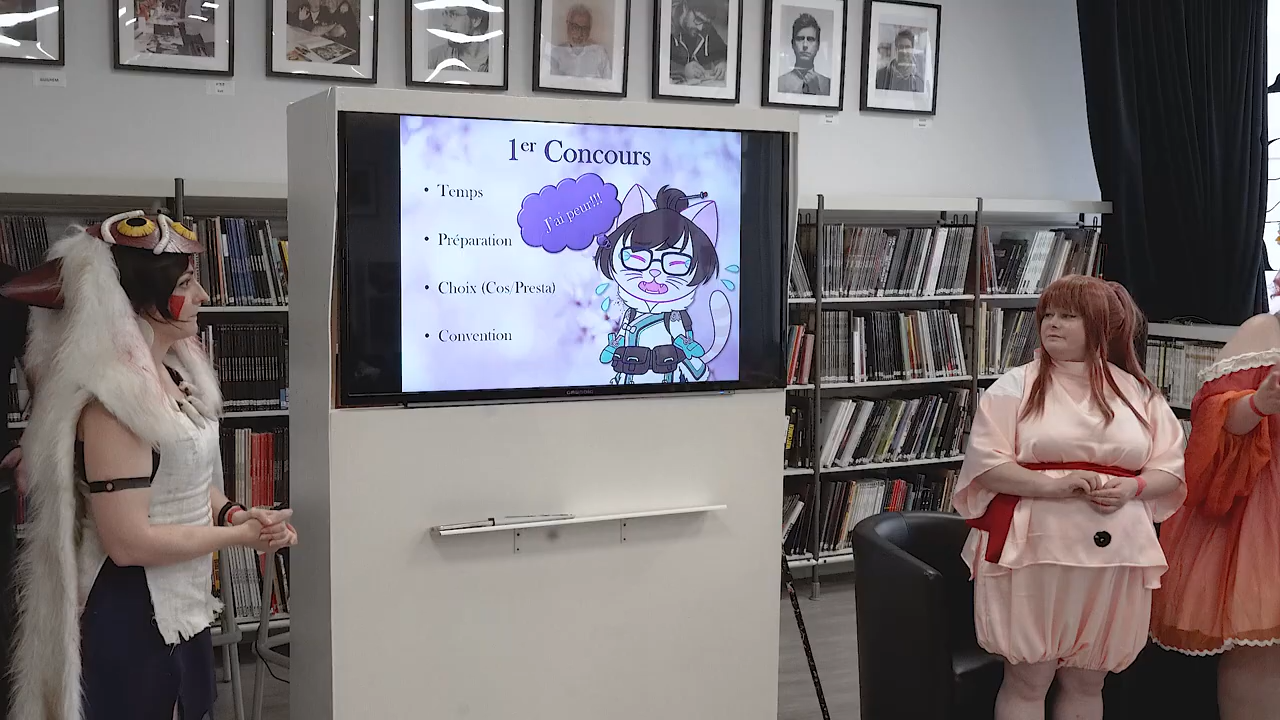 1er Concours
• Temps
J'ai peur!!!
• Préparation
• Choix (Cos/Presta)
• Convention